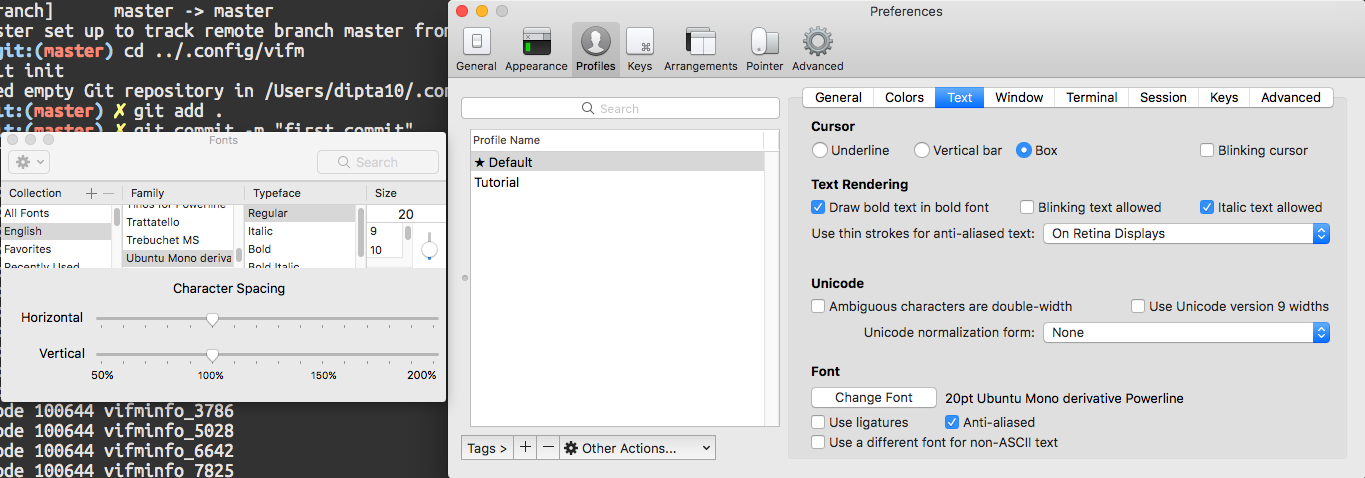 ranch]      master -> master
ster set up to track remote branch master from
git:(master) cd ../.config/vifm
it init
ed empty Git repository in /Users/dipta10/.con
git:(master) ✗ git add .
git:(master) ✗ git commit -m "first commit"
Fonts
Search
Collection + − Family Typeface Size
All Fonts
English
Favorites
Recently Used
Tinos for Powerline
Trattatello
Trebuchet MS
Ubuntu Mono deriva
Regular
Italic
Bold
Bold Italic
20
9
10
Character Spacing
Horizontal
Vertical
50% 100% 150% 200%
ode 100644 vifminfo_3786
ode 100644 vifminfo_5028
ode 100644 vifminfo_6642
ode 100644 vifminfo_7825
Preferences
General Appearance Profiles Keys Arrangements Pointer Advanced
Search
Profile Name
★ Default
Tutorial
Tags > + − Other Actions...
General Colors Text Window Terminal Session Keys Advanced
Cursor
Underline Vertical bar Box Blinking cursor
Text Rendering
Draw bold text in bold font Blinking text allowed Italic text allowed
Use thin strokes for anti-aliased text: On Retina Displays
Unicode
Ambiguous characters are double-width Use Unicode version 9 widths
Unicode normalization form: None
Font
Change Font 20pt Ubuntu Mono derivative Powerline
Use ligatures Anti-aliased
Use a different font for non-ASCII text